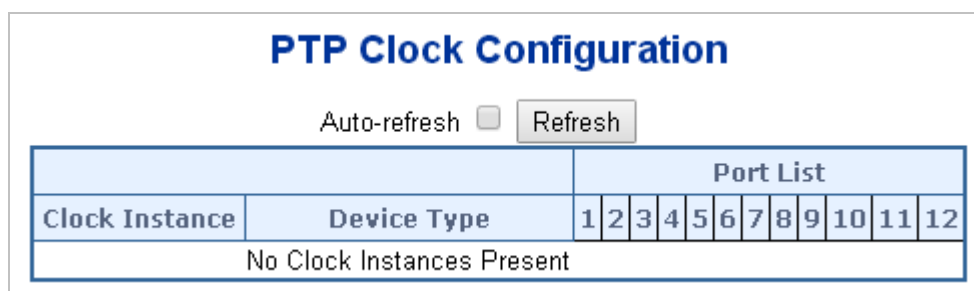 PTP Clock Configuration
Auto-refresh Refresh
Port List
Clock Instance Device Type 1 2 3 4 5 6 7 8 9 10 11 12
No Clock Instances Present